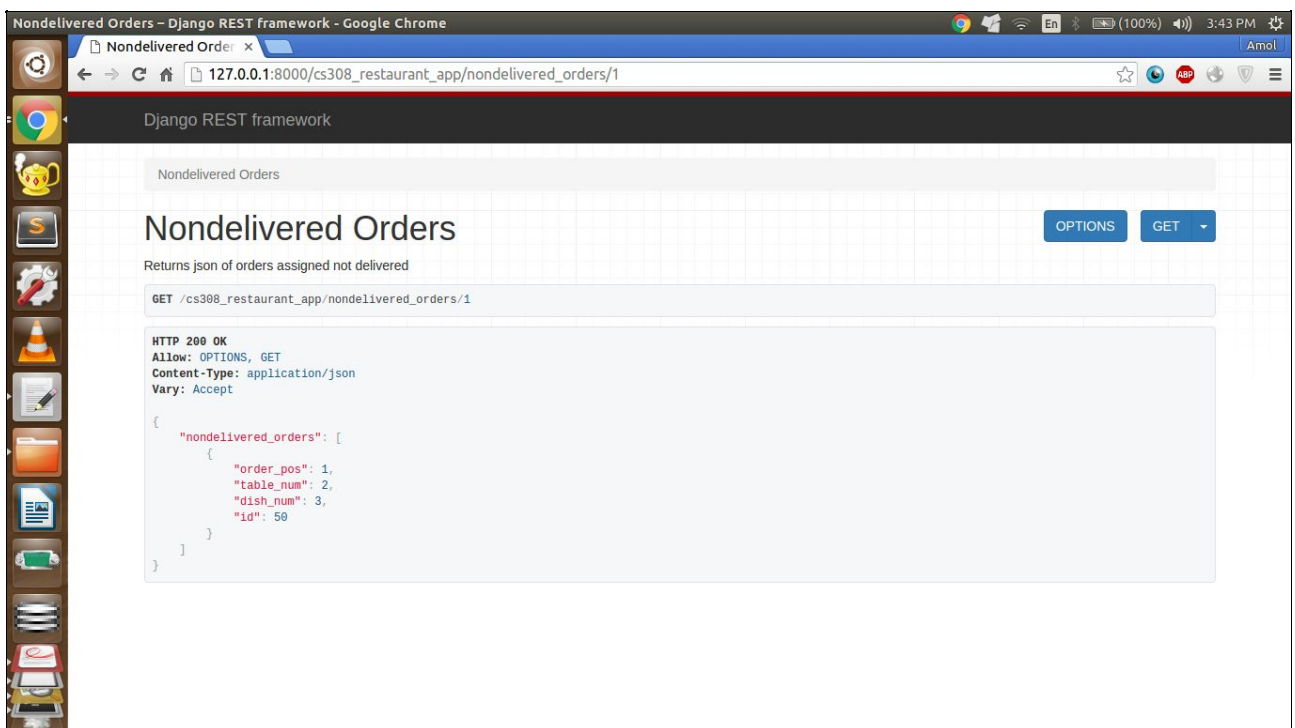 Nondelivered Orders – Django REST framework - Google Chrome
En
(100%)
3:43 PM
Nondelivered Order
Amol
127.0.0.1:8000/cs308_restaurant_app/nondelivered_orders/1
ABP
Django REST framework
Nondelivered Orders
Nondelivered Orders
OPTIONS
GET
Returns json of orders assigned not delivered
GET /cs308_restaurant_app/nondelivered_orders/1
HTTP 200 OK
Allow: OPTIONS, GET
Content-Type: application/json
Vary: Accept
{
"nondelivered_orders": [
{
"order_pos": 1,
"table_num": 2,
"dish_num": 3,
"id": 50
}
]
}